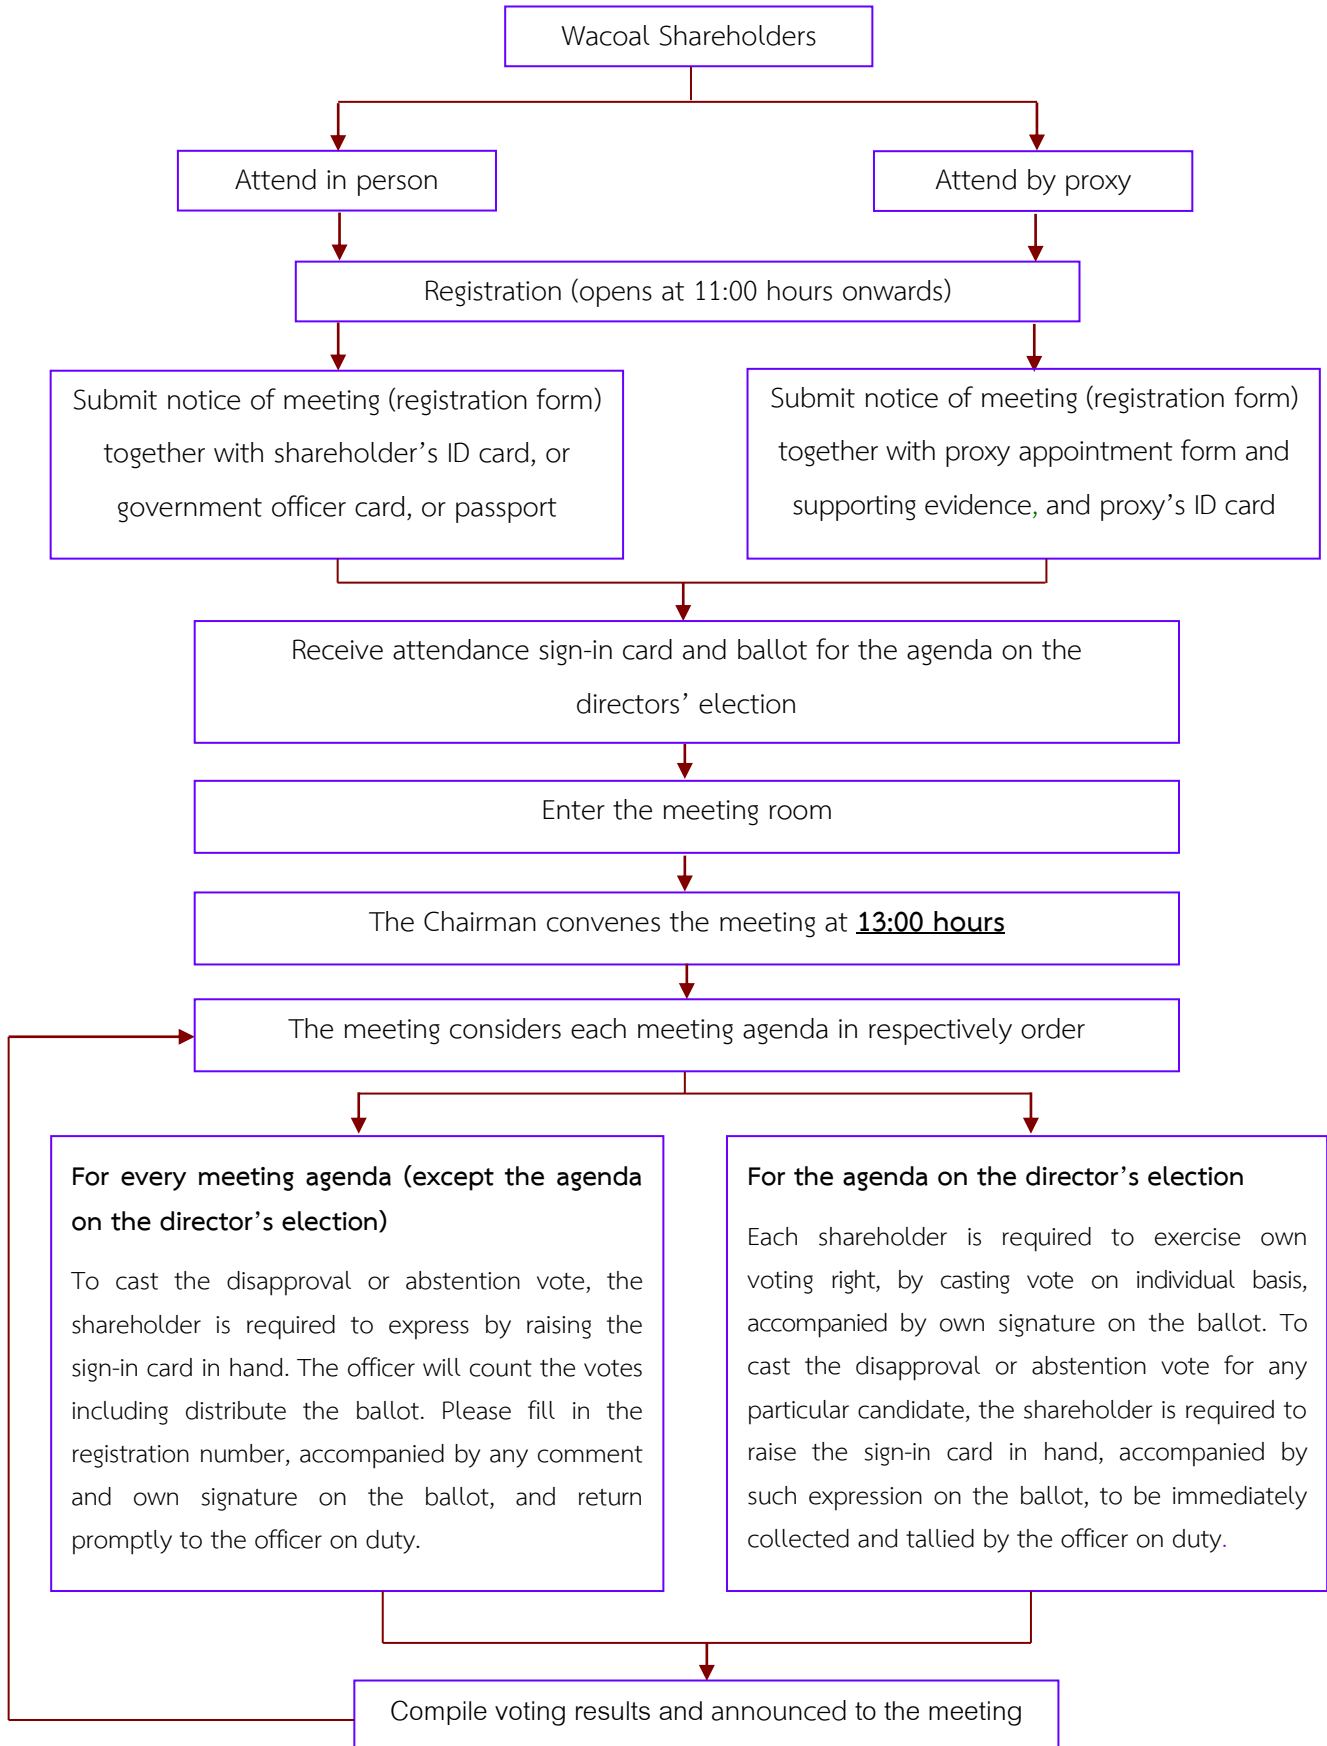 Wacoal Shareholders
Attend in person
Attend by proxy
Registration (opens at 11:00 hours onwards)
Submit notice of meeting (registration form)
together with shareholder's ID card, or
government officer card, or passport
Submit notice of meeting (registration form)
together with proxy appointment form and
supporting evidence, and proxy's ID card
Receive attendance sign-in card and ballot for the agenda on the
directors' election
Enter the meeting room
The Chairman convenes the meeting at 13:00 hours
The meeting considers each meeting agenda in respectively order
For every meeting agenda (except the agenda
on the director's election)
To cast the disapproval or abstention vote, the
shareholder is required to express by raising the
sign-in card in hand. The officer will count the votes
including distribute the ballot. Please fill in the
registration number, accompanied by any comment
and own signature on the ballot, and return
promptly to the officer on duty.
For the agenda on the director's election
Each shareholder is required to exercise own
voting right, by casting vote on individual basis,
accompanied by own signature on the ballot. To
cast the disapproval or abstention vote for any
particular candidate, the shareholder is required to
raise the sign-in card in hand, accompanied by
such expression on the ballot, to be immediately
collected and tallied by the officer on duty.
Compile voting results and announced to the meeting